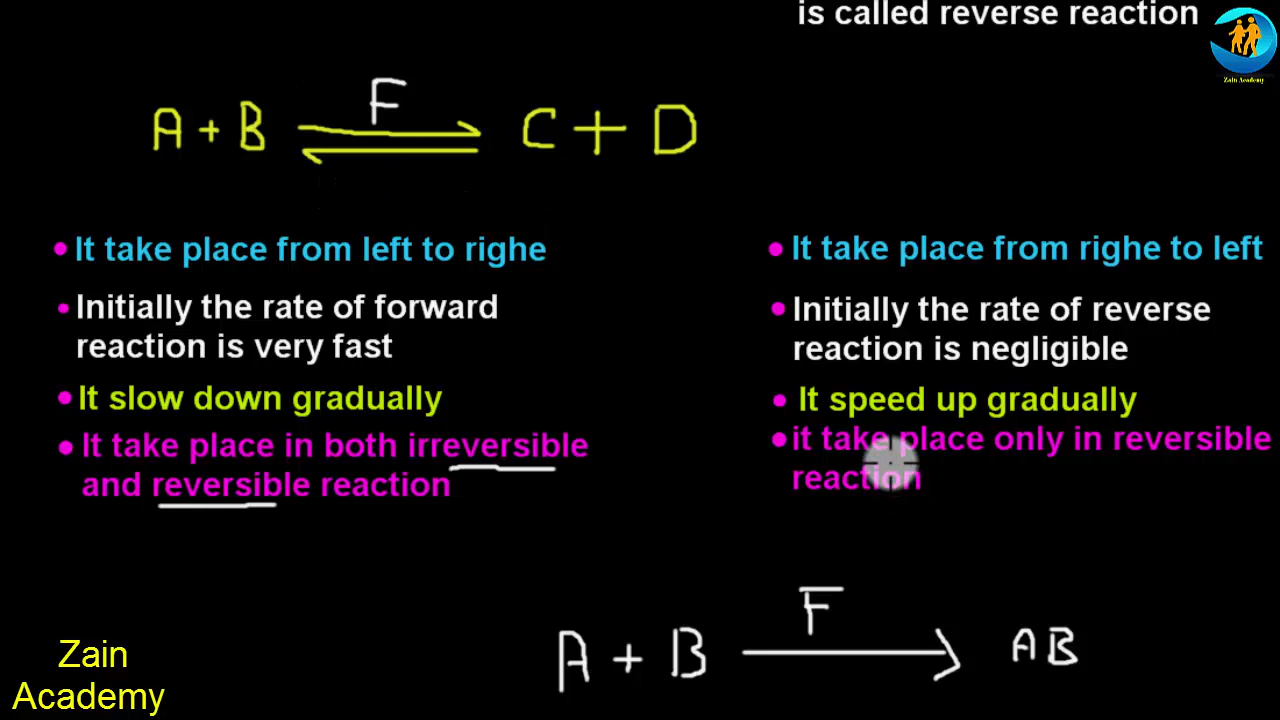 is called reverse reaction
Zain Academy
F
A + B ⇌ C + D
• It take place from left to righe
• Initially the rate of forward
reaction is very fast
• It slow down gradually
• It take place in both irreversible
and reversible reaction
• It take place from righe to left
• Initially the rate of reverse
reaction is negligible
• It speed up gradually
• it take place only in reversible
reaction
F
A + B → AB
Zain
Academy